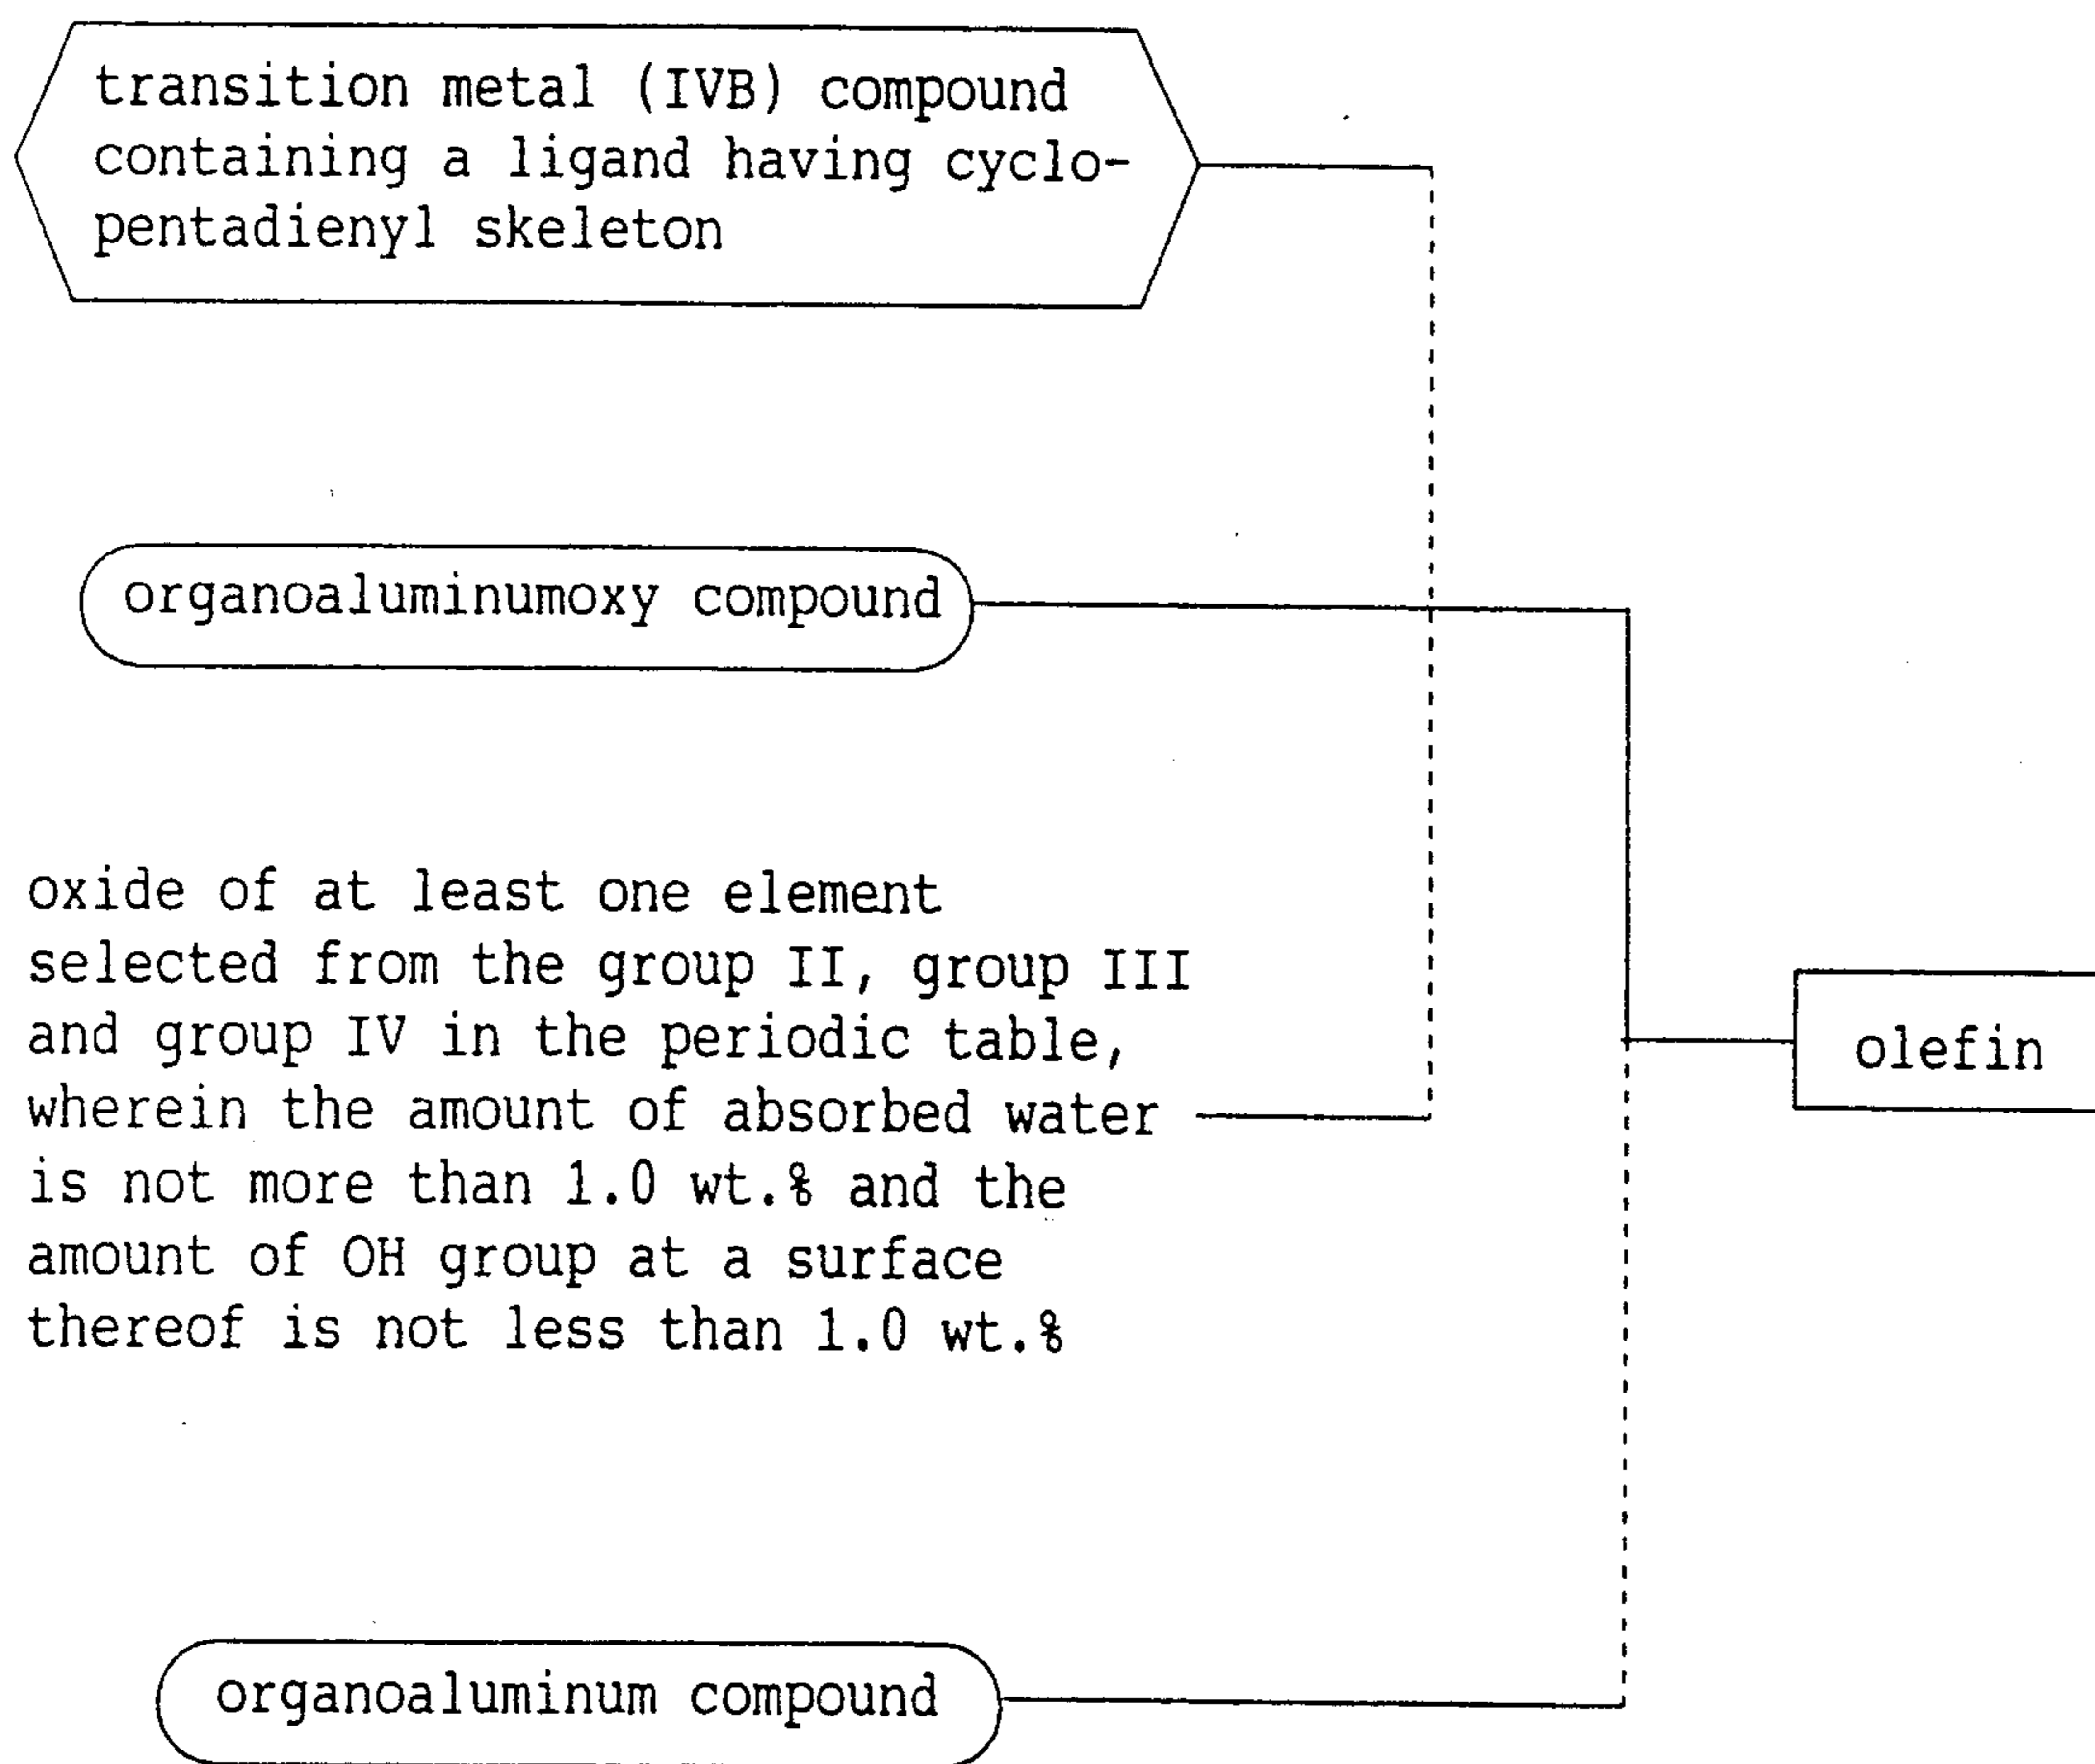 transition metal (IVB) compound
containing a ligand having cyclo-
pentadienyl skeleton
organoaluminumoxy compound
oxide of at least one element
selected from the group II, group III
and group IV in the periodic table,
wherein the amount of absorbed water
is not more than 1.0 wt.% and the
amount of OH group at a surface
thereof is not less than 1.0 wt.%
olefin
organoaluminum compound